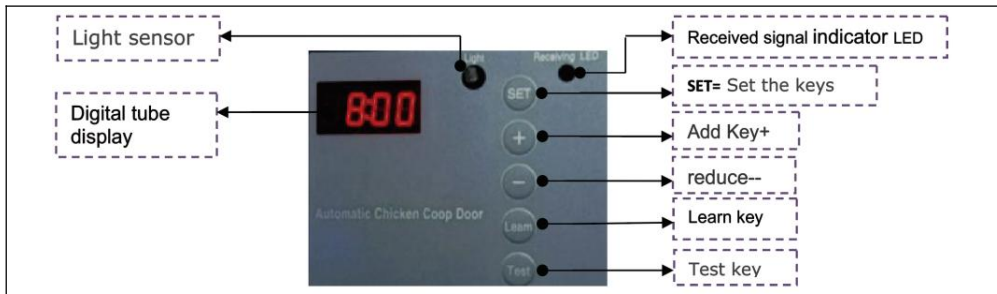 Light sensor
Light
Receiving LED
Received signal indicator LED
SET
SET= Set the keys
Digital tube
display
8:00
+
Add Key+
-
reduce--
Automatic Chicken Coop Door
Learn
Learn key
Test
Test key